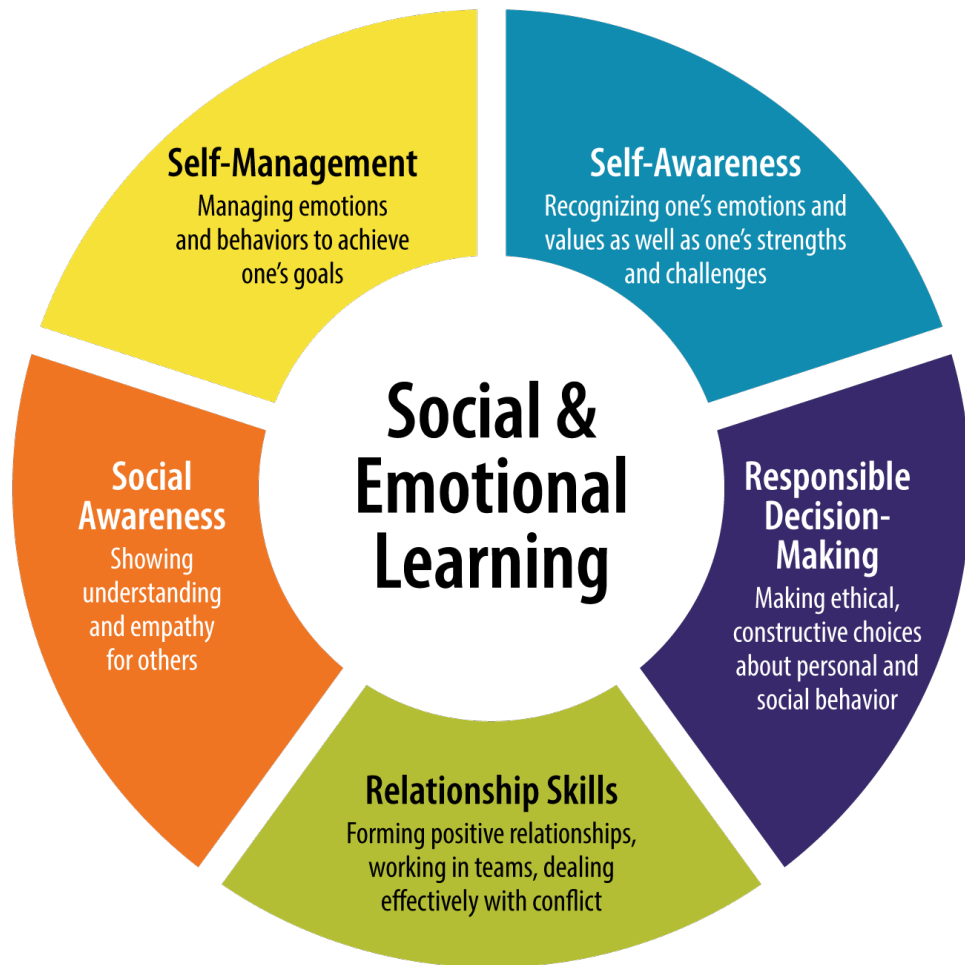 Self-Management
Managing emotions
and behaviors to achieve
one’s goals
Self-Awareness
Recognizing one’s emotions and
values as well as one’s strengths
and challenges
Social &
Emotional
Learning
Social
Awareness
Showing
understanding
and empathy
for others
Responsible
Decision-
Making
Making ethical,
constructive choices
about personal and
social behavior
Relationship Skills
Forming positive relationships,
working in teams, dealing
effectively with conflict